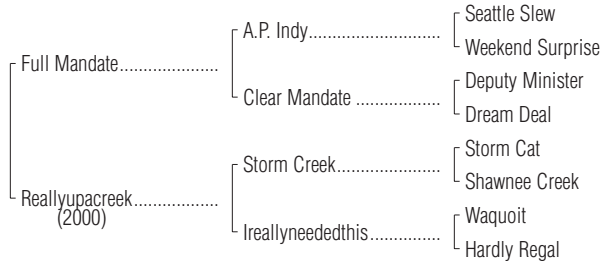 Seattle Slew
A.P. Indy............................
Weekend Surprise
Full Mandate.....................
Deputy Minister
Clear Mandate ..................
Dream Deal
Storm Cat
Storm Creek......................
Shawnee Creek
Reallyupacreek.................
(2000)
Waquoit
Ireallyneededthis...............
Hardly Regal